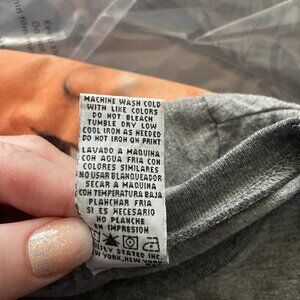 MACHINE WASH COLD
WITH LIKE COLORS
DO NOT BLEACH
TUMBLE DRY LOW
COOL IRON AS NEEDED
DO NOT IRON ON PRINT
LAVADO A MAQUINA
CON AGUA FRIA CON
COLORES SIMILARES
NO USAR BLANQUEADOR
SECAR A MAQUINA
CON TEMPERATURA BAJA
PLANCHAR FRIA
SI ES NECESARIO
NO PLANCHE
EN IMPRESION
STATED INC.
NEW YORK, NEW YORK